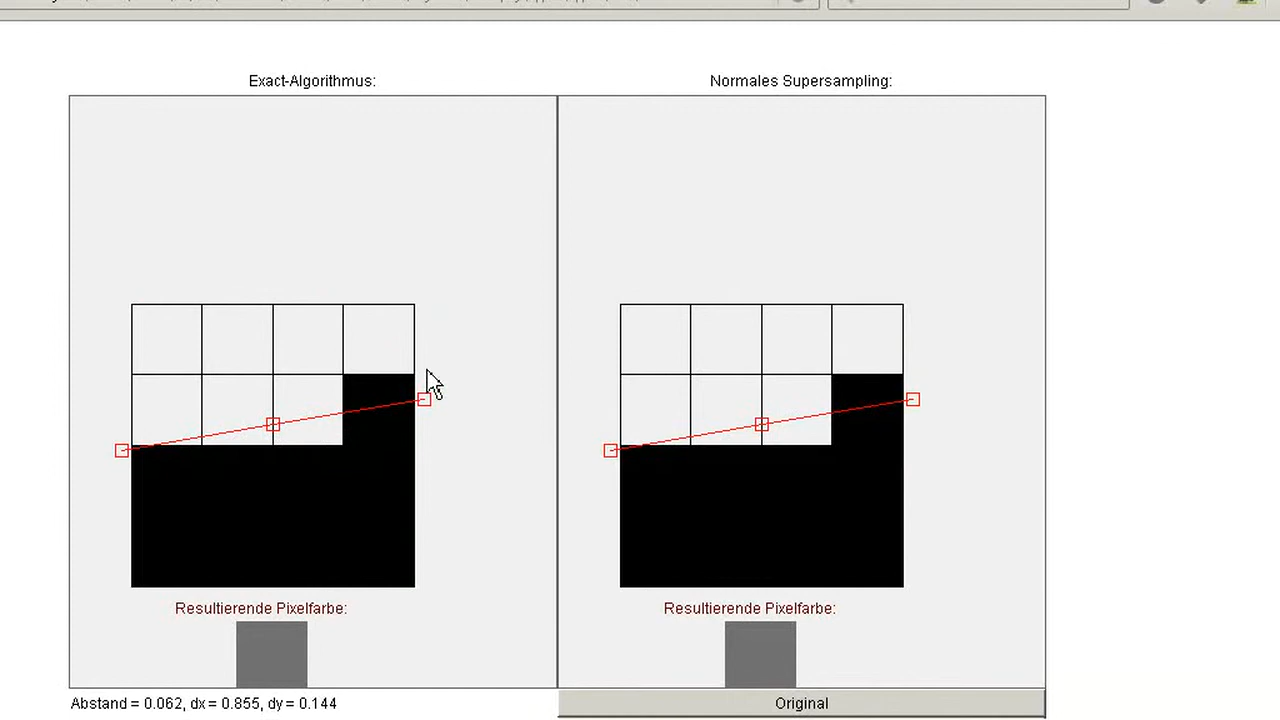 Exact-Algorithmus:
Normales Supersampling:
Resultierende Pixelfarbe:
Resultierende Pixelfarbe:
Abstand = 0.062, dx = 0.855, dy = 0.144
Original